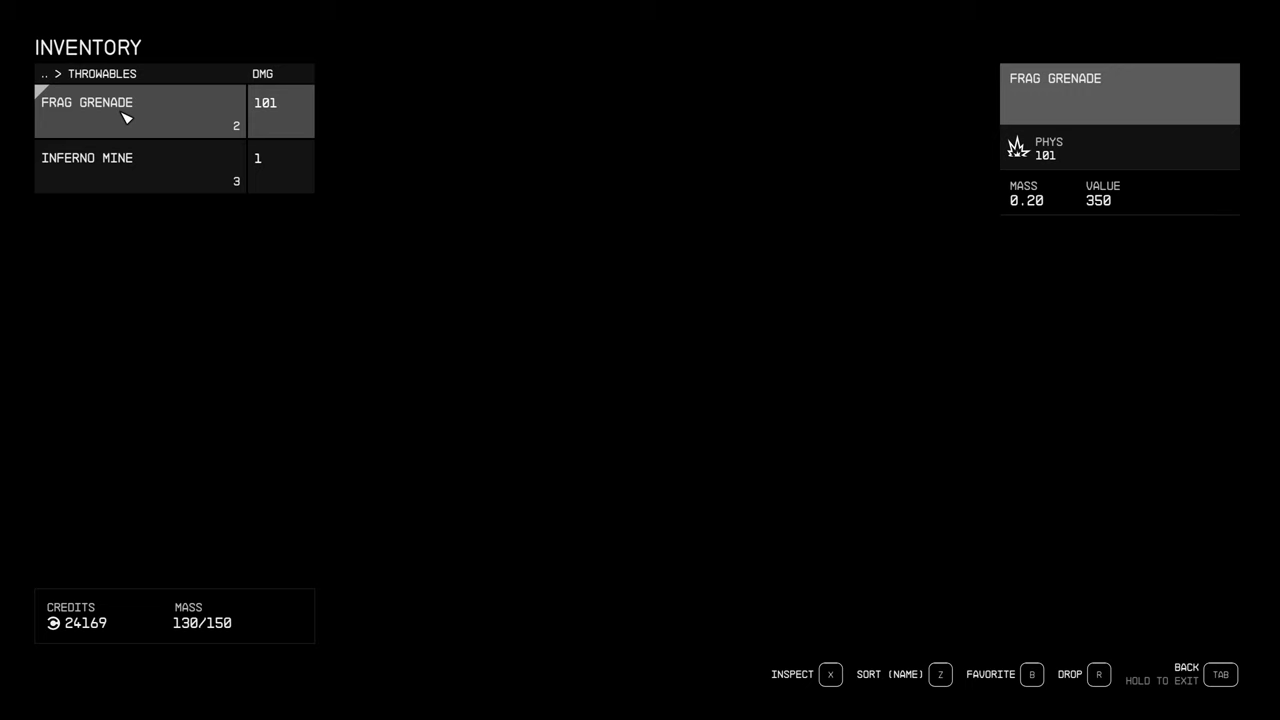 INVENTORY
.. > THROWABLES DMG
FRAG GRENADE 101
2
INFERNO MINE 1
3
FRAG GRENADE
PHYS
101
MASS VALUE
0.20 350
CREDITS MASS
24169 130/150
INSPECT X SORT (NAME) Z FAVORITE B DROP R BACK TAB
HOLD TO EXIT